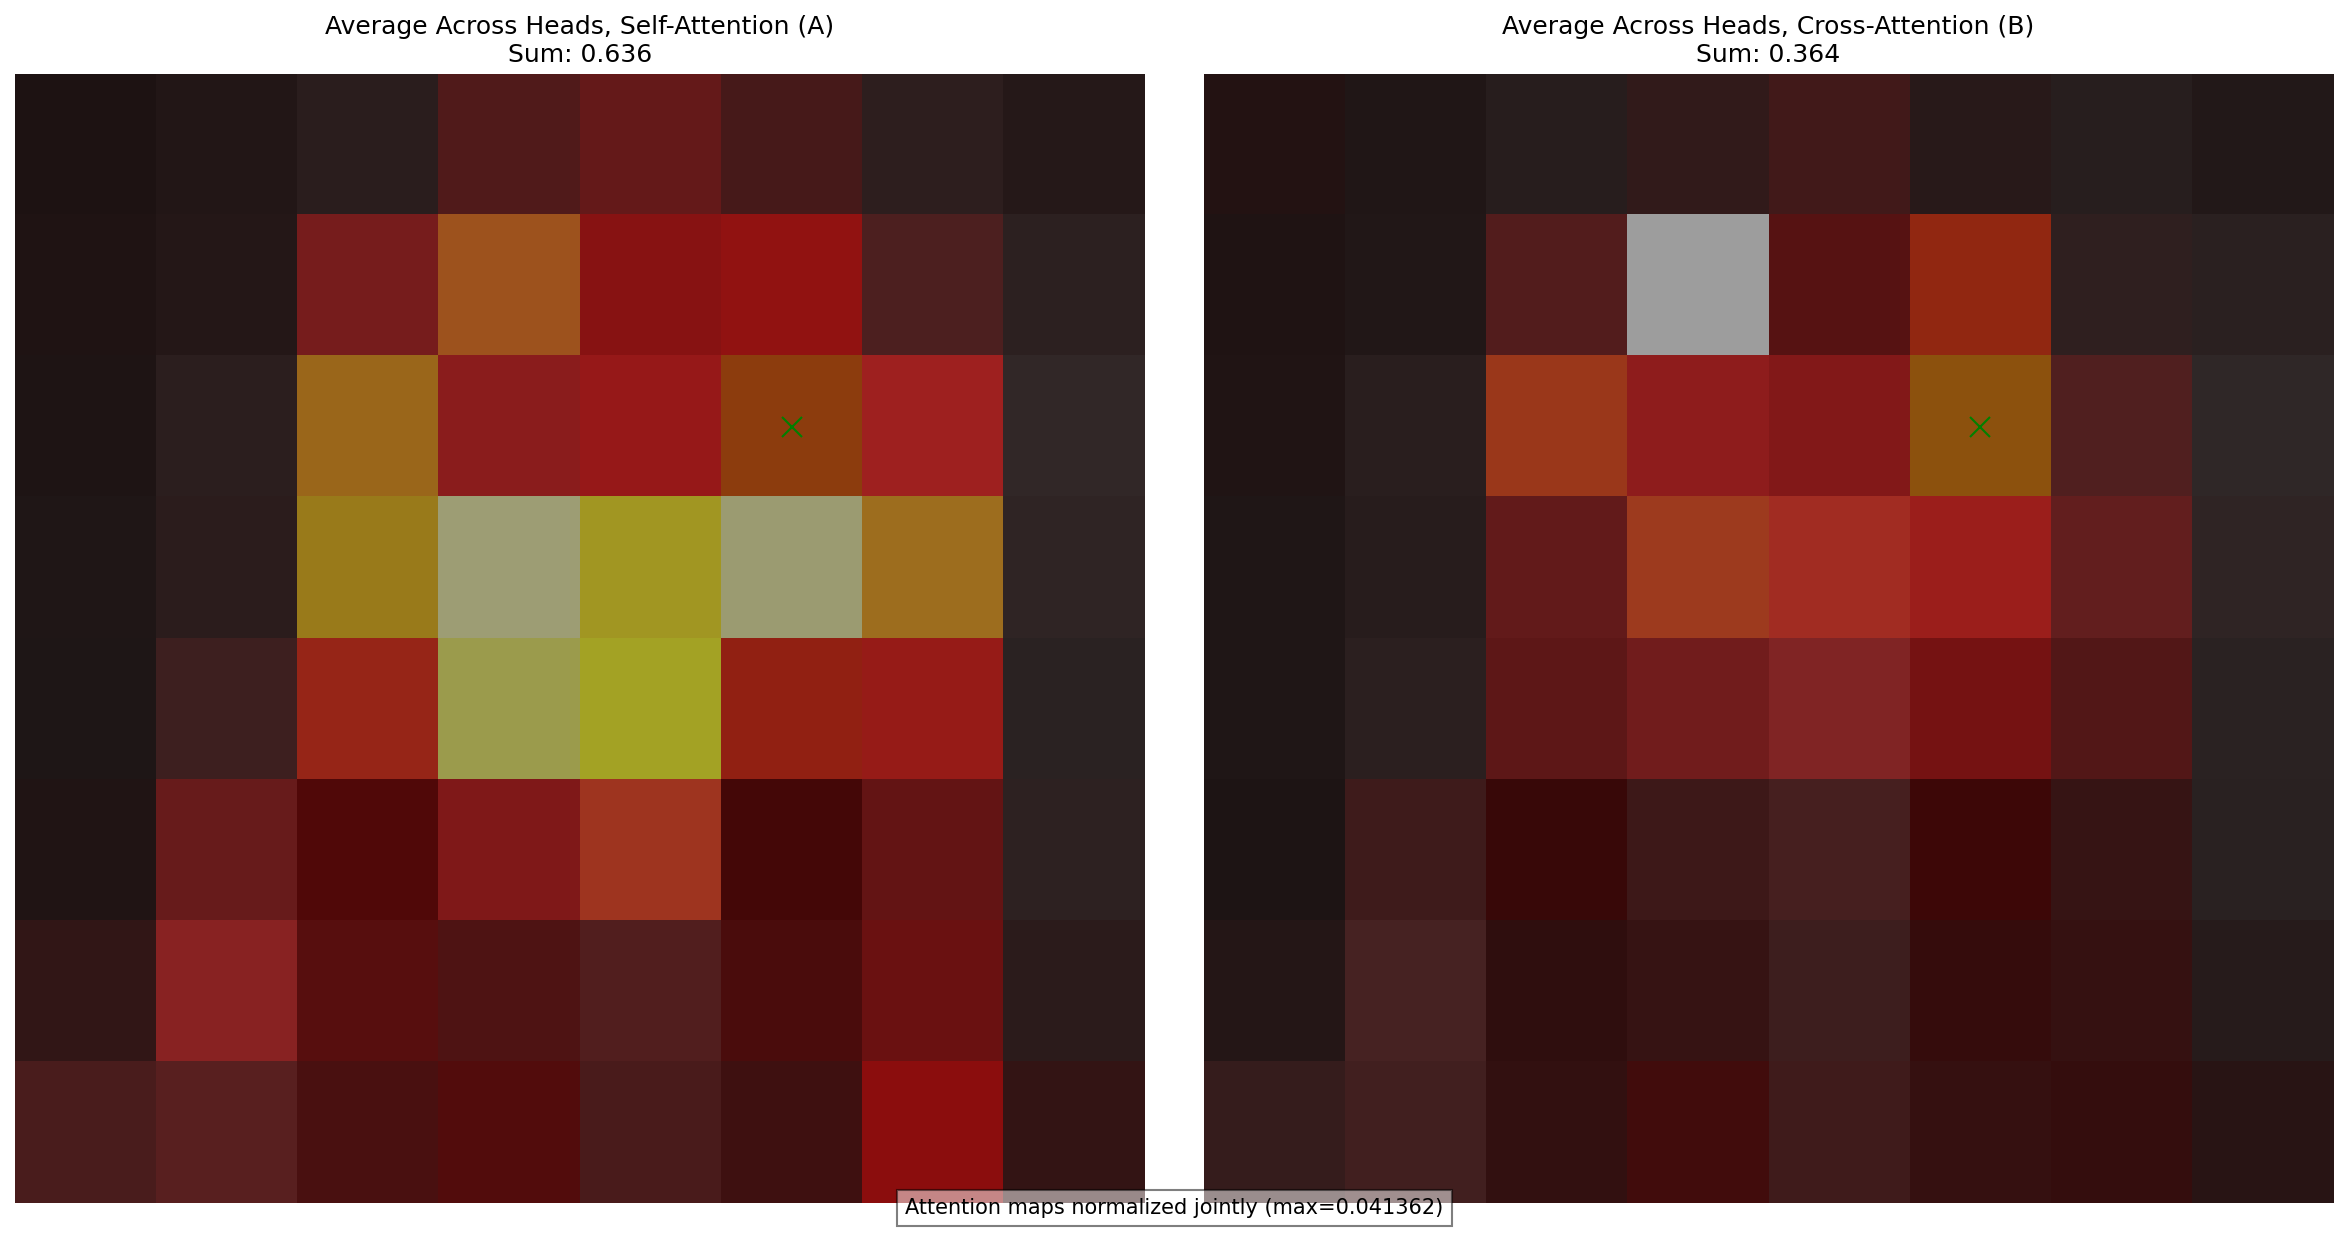 Average Across Heads, Self-Attention (A)
Sum: 0.636
Average Across Heads, Cross-Attention (B)
Sum: 0.364
Attention maps normalized jointly (max=0.041362)